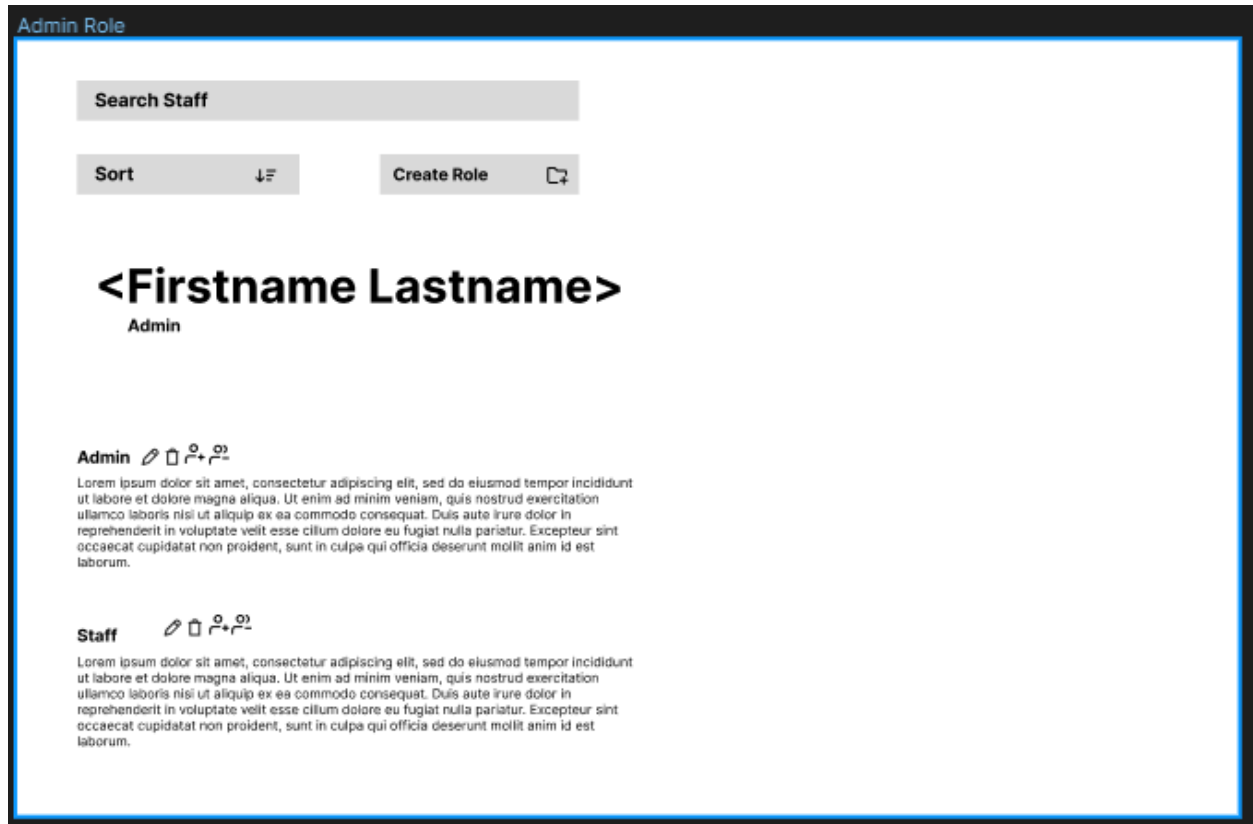 Admin Role
Search Staff
Sort
Create Role
<Firstname Lastname>
Admin
Admin
Lorem ipsum dolor sit amet, consectetur adipiscing elit, sed do eiusmod tempor incididunt
ut labore et dolore magna aliqua. Ut enim ad minim veniam, quis nostrud exercitation
ullamco laboris nisi ut aliquip ex ea commodo consequat. Duis aute irure dolor in
reprehenderit in voluptate velit esse cillum dolore eu fugiat nulla pariatur. Excepteur sint
occaecat cupidatat non proident, sunt in culpa qui officia deserunt mollit anim id est
laborum.
Staff
Lorem ipsum dolor sit amet, consectetur adipiscing elit, sed do eiusmod tempor incididunt
ut labore et dolore magna aliqua. Ut enim ad minim veniam, quis nostrud exercitation
ullamco laboris nisi ut aliquip ex ea commodo consequat. Duis aute irure dolor in
reprehenderit in voluptate velit esse cillum dolore eu fugiat nulla pariatur. Excepteur sint
occaecat cupidatat non proident, sunt in culpa qui officia deserunt mollit anim id est
laborum.